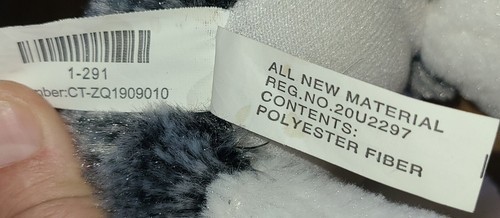 1-291
mber:CT-ZQ1909010
ALL NEW MATERIAL
REG.NO.20U2297
CONTENTS:
POLYESTER FIBER